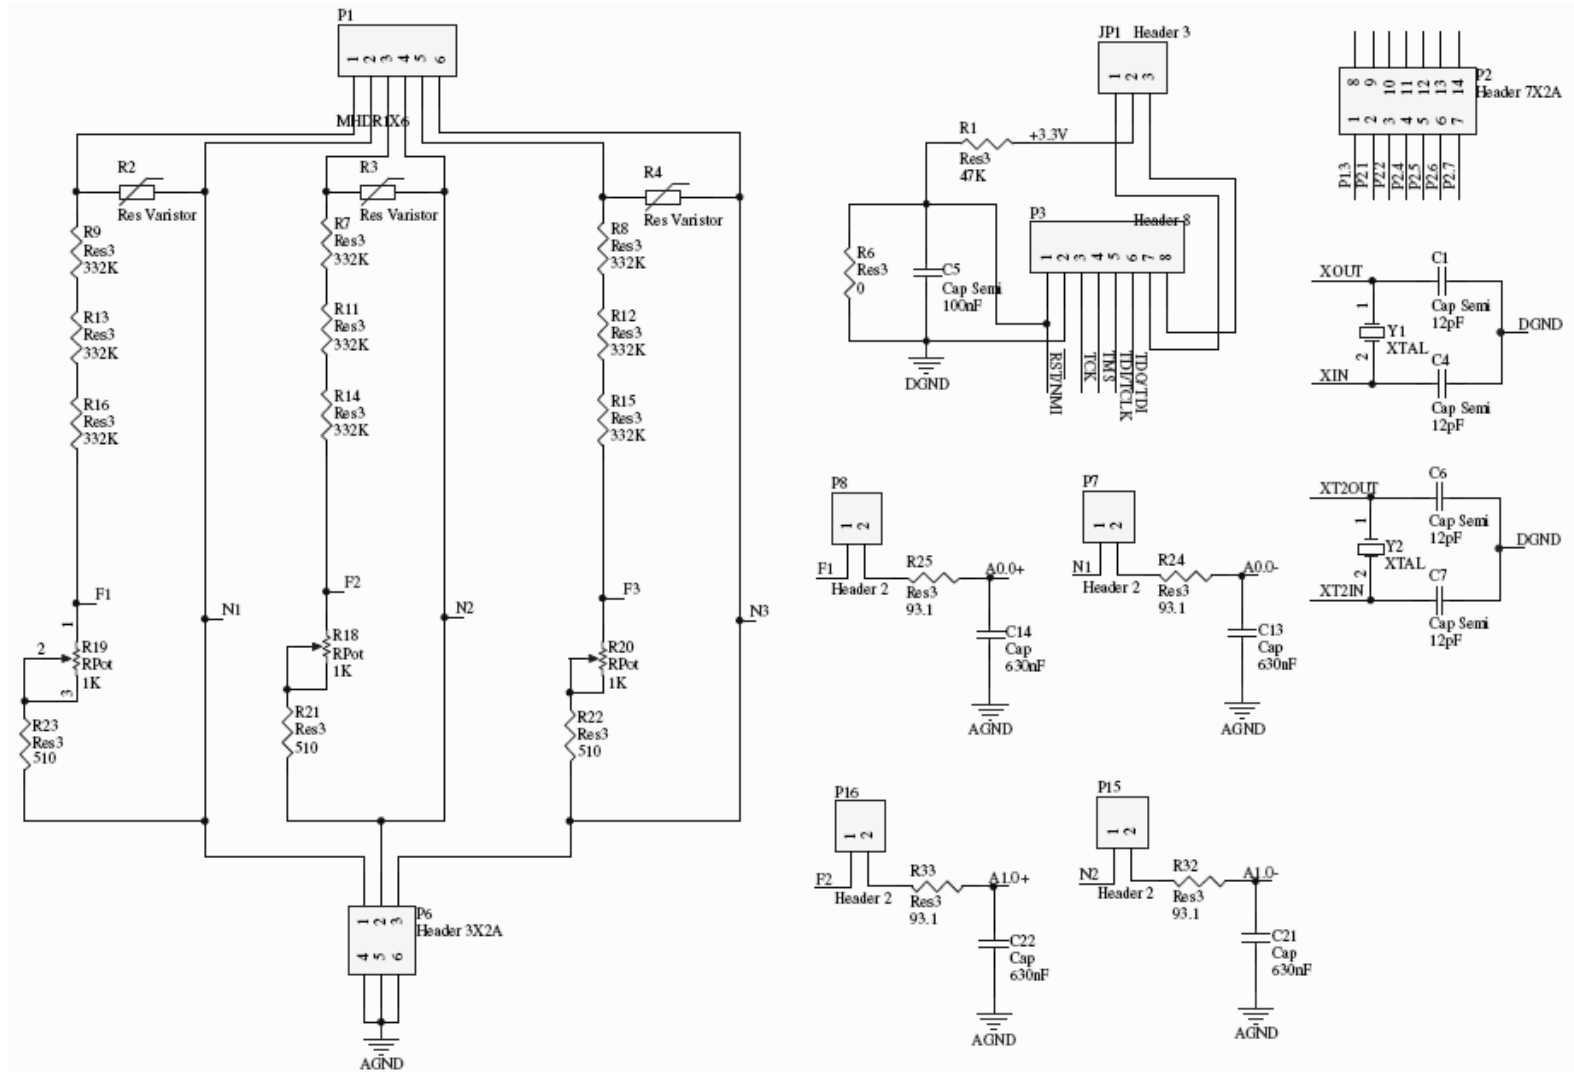 P1
1 2 3 4 5 6
MHDR1X6
R2
Res Varistor
R3
Res Varistor
R4
Res Varistor
R9
Res3
332K
R7
Res3
332K
R8
Res3
332K
R13
Res3
332K
R11
Res3
332K
R12
Res3
332K
R16
Res3
332K
R14
Res3
332K
R15
Res3
332K
F1
N1
F2
N2
F3
N3
1
2
3
R19
RPot
1K
R18
RPot
1K
R20
RPot
1K
R23
Res3
510
R21
Res3
510
R22
Res3
510
1 2 3
4 5 6
P6
Header 3X2A
AGND
JP1 Header 3
1 2 3
R1
Res3
47K
+3.3V
P3
Header 8
1 2 3 4 5 6 7 8
R6
Res3
0
C5
Cap Semi
100nF
DGND
RST/NMI
TCK
TMS
TDI/TCLK
TDO/TDI
P2
Header 7X2A
8 9 10 11 12 13 14
1 2 3 4 5 6 7
P1.3
P2.1
P2.2
P2.4
P2.5
P2.6
P2.7
XOUT
C1
Cap Semi
12pF
1
2
Y1
XTAL
DGND
XIN
C4
Cap Semi
12pF
XT2OUT
C6
Cap Semi
12pF
1
2
Y2
XTAL
DGND
XT2IN
C7
Cap Semi
12pF
P8
1 2
F1
Header 2
R25
Res3
93.1
A0.0+
C14
Cap
630nF
AGND
P7
1 2
N1
Header 2
R24
Res3
93.1
A0.0-
C13
Cap
630nF
AGND
P16
1 2
F2
Header 2
R33
Res3
93.1
A1.0+
C22
Cap
630nF
AGND
P15
1 2
N2
Header 2
R32
Res3
93.1
A1.0-
C21
Cap
630nF
AGND